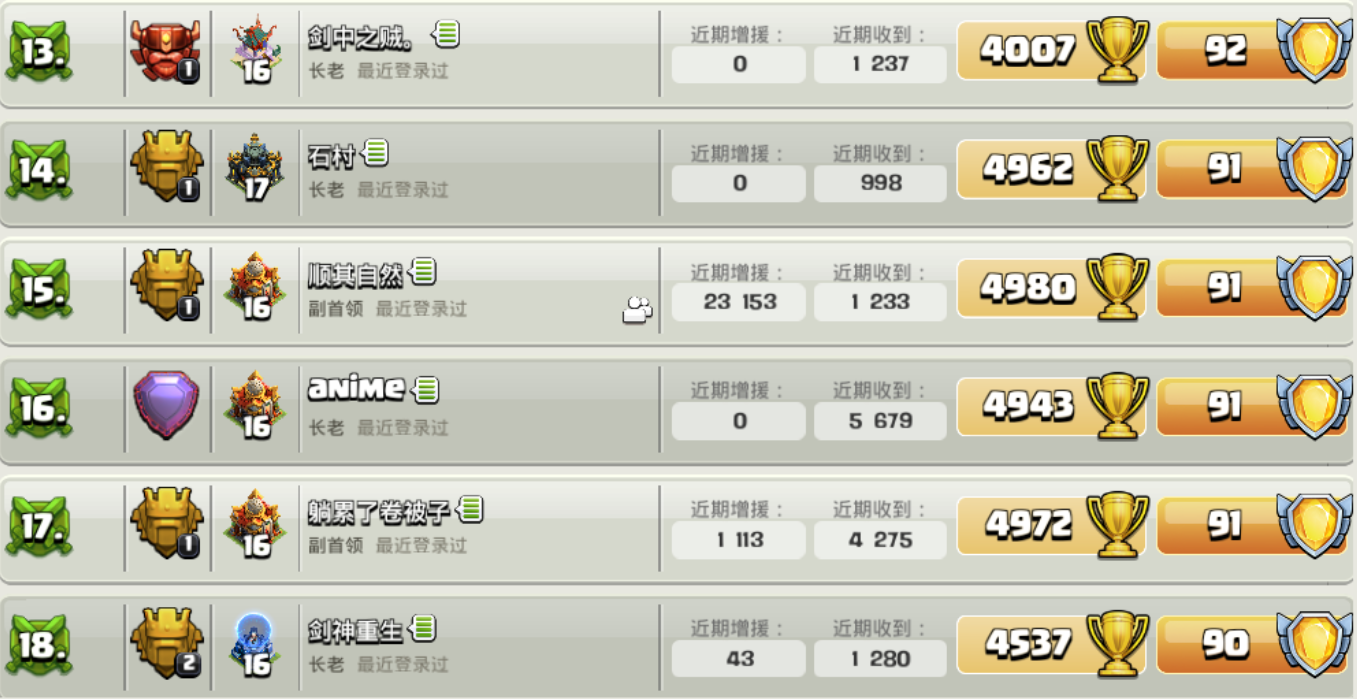 13. 1 16 剑中之贼。 近期增援： 近期收到： 4007 92
长老 最近登录过 0 1 237
14. 1 17 石村 近期增援： 近期收到： 4962 91
长老 最近登录过 0 998
15. 1 16 顺其自然 近期增援： 近期收到： 4980 91
副首领 最近登录过 23 153 1 233
16. 16 anime 近期增援： 近期收到： 4943 91
长老 最近登录过 0 5 679
17. 1 16 躺累了卷被子 近期增援： 近期收到： 4972 91
副首领 最近登录过 1 113 4 275
18. 2 16 剑神重生 近期增援： 近期收到： 4537 90
长老 最近登录过 43 1 280